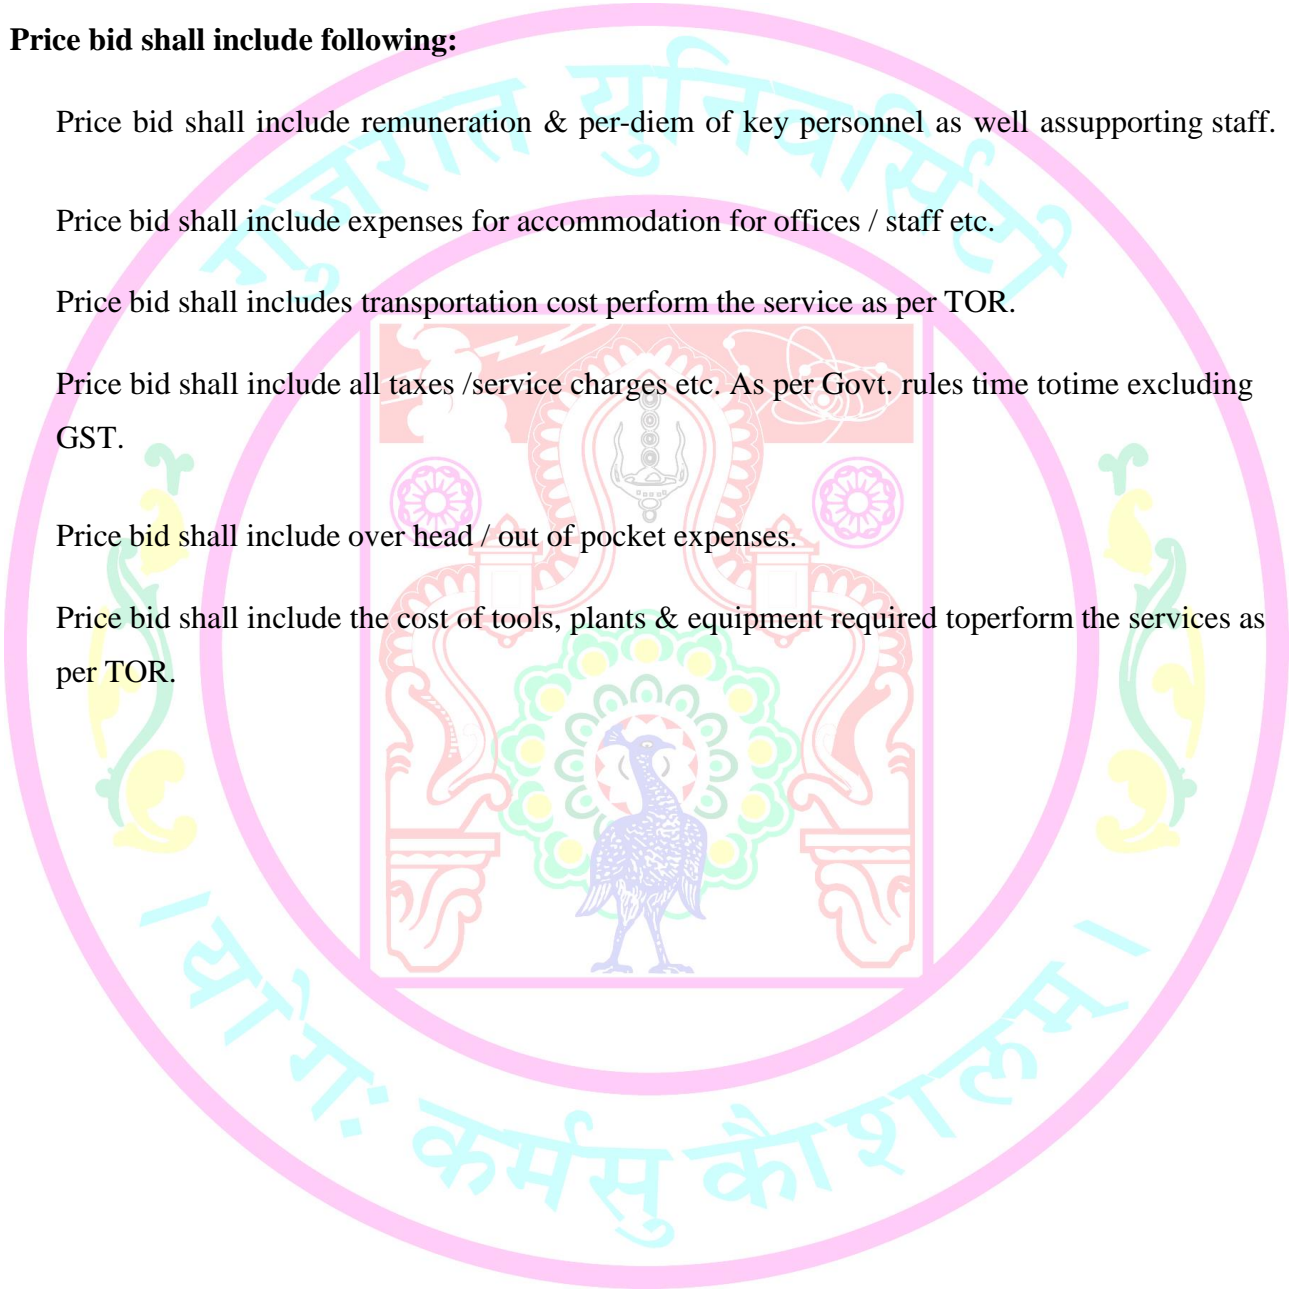 Price bid shall include following:
Price bid shall include remuneration & per-diem of key personnel as well assupporting staff.
Price bid shall include expenses for accommodation for offices / staff etc.
Price bid shall includes transportation cost perform the service as per TOR.
Price bid shall include all taxes /service charges etc. As per Govt. rules time totime excluding
GST.
Price bid shall include over head / out of pocket expenses.
Price bid shall include the cost of tools, plants & equipment required toperform the services as
per TOR.
गुजरात युनिवर्सिटी
। योगः कर्मसु कौशलम् ।